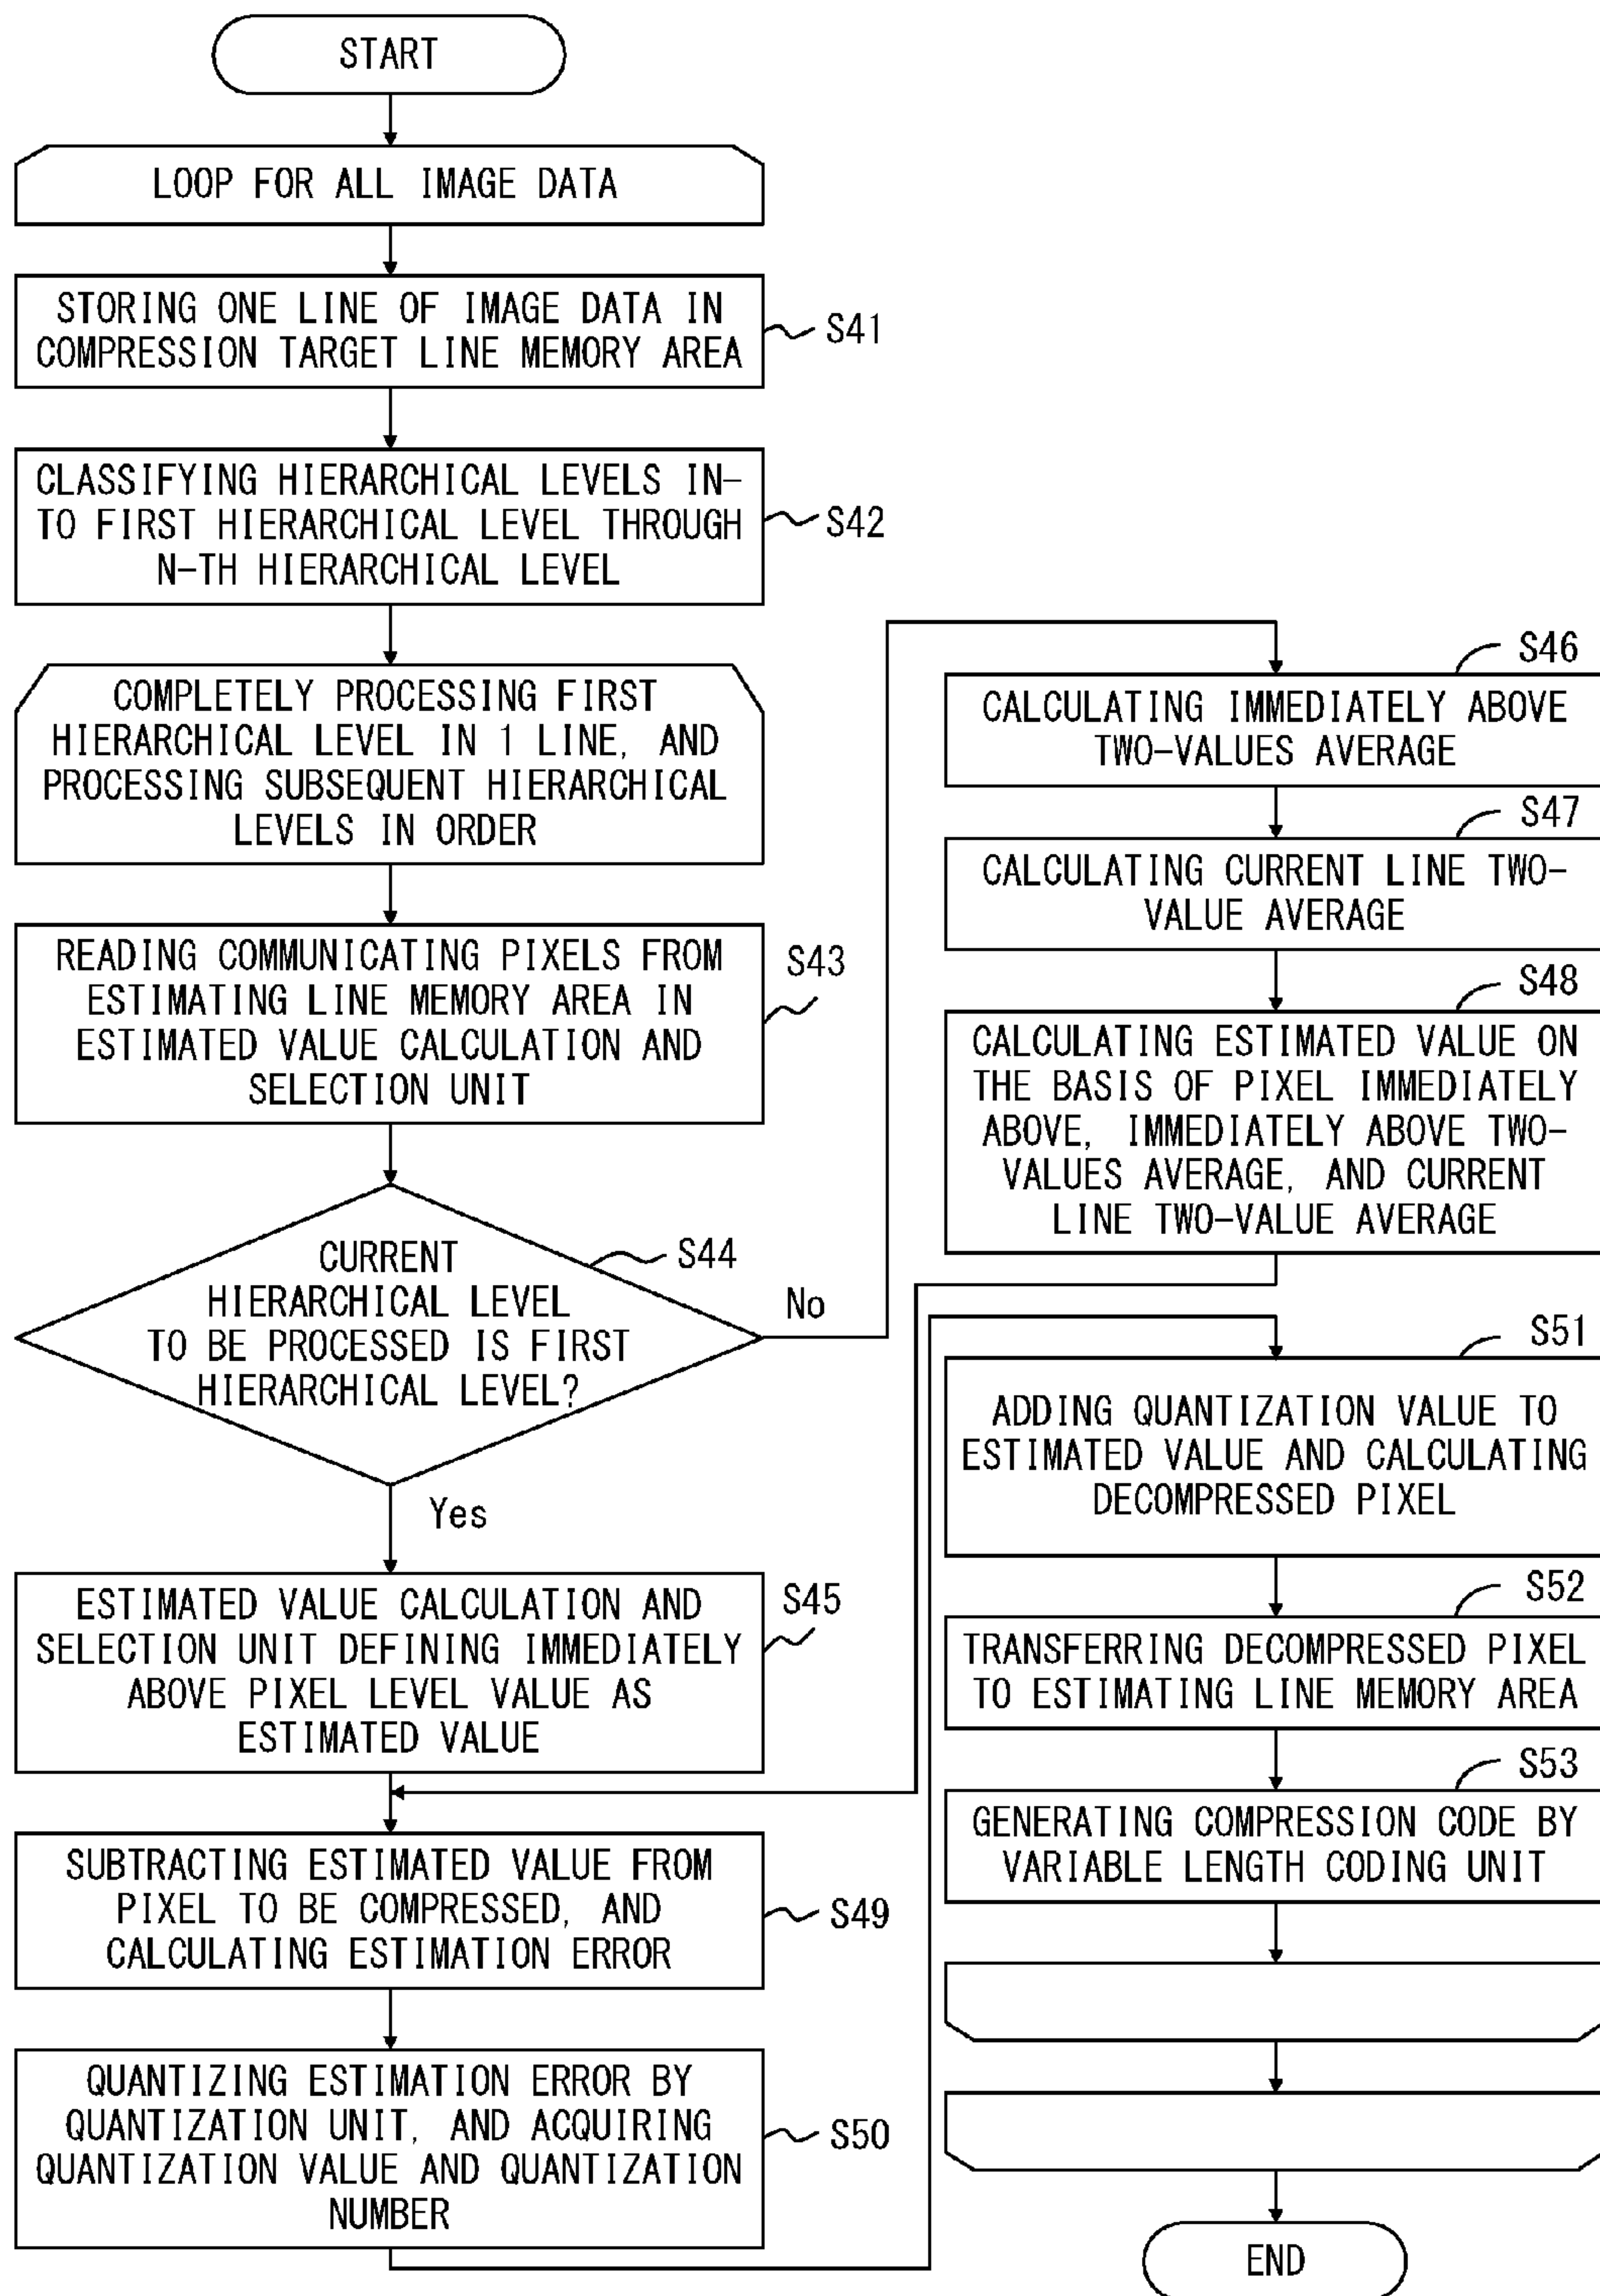 START
LOOP FOR ALL IMAGE DATA
STORING ONE LINE OF IMAGE DATA IN
COMPRESSION TARGET LINE MEMORY AREA
S41
CLASSIFYING HIERARCHICAL LEVELS IN-
TO FIRST HIERARCHICAL LEVEL THROUGH
N-TH HIERARCHICAL LEVEL
S42
COMPLETELY PROCESSING FIRST
HIERARCHICAL LEVEL IN 1 LINE, AND
PROCESSING SUBSEQUENT HIERARCHICAL
LEVELS IN ORDER
READING COMMUNICATING PIXELS FROM
ESTIMATING LINE MEMORY AREA IN
ESTIMATED VALUE CALCULATION AND
SELECTION UNIT
S43
CURRENT
HIERARCHICAL LEVEL
TO BE PROCESSED IS FIRST
HIERARCHICAL LEVEL?
S44
No
Yes
ESTIMATED VALUE CALCULATION AND
SELECTION UNIT DEFINING IMMEDIATELY
ABOVE PIXEL LEVEL VALUE AS
ESTIMATED VALUE
S45
S46
CALCULATING IMMEDIATELY ABOVE
TWO-VALUES AVERAGE
S47
CALCULATING CURRENT LINE TWO-
VALUE AVERAGE
S48
CALCULATING ESTIMATED VALUE ON
THE BASIS OF PIXEL IMMEDIATELY
ABOVE, IMMEDIATELY ABOVE TWO-
VALUES AVERAGE, AND CURRENT
LINE TWO-VALUE AVERAGE
SUBTRACTING ESTIMATED VALUE FROM
PIXEL TO BE COMPRESSED, AND
CALCULATING ESTIMATION ERROR
S49
QUANTIZING ESTIMATION ERROR BY
QUANTIZATION UNIT, AND ACQUIRING
QUANTIZATION VALUE AND QUANTIZATION
NUMBER
S50
S51
ADDING QUANTIZATION VALUE TO
ESTIMATED VALUE AND CALCULATING
DECOMPRESSED PIXEL
S52
TRANSFERRING DECOMPRESSED PIXEL
TO ESTIMATING LINE MEMORY AREA
S53
GENERATING COMPRESSION CODE BY
VARIABLE LENGTH CODING UNIT
END